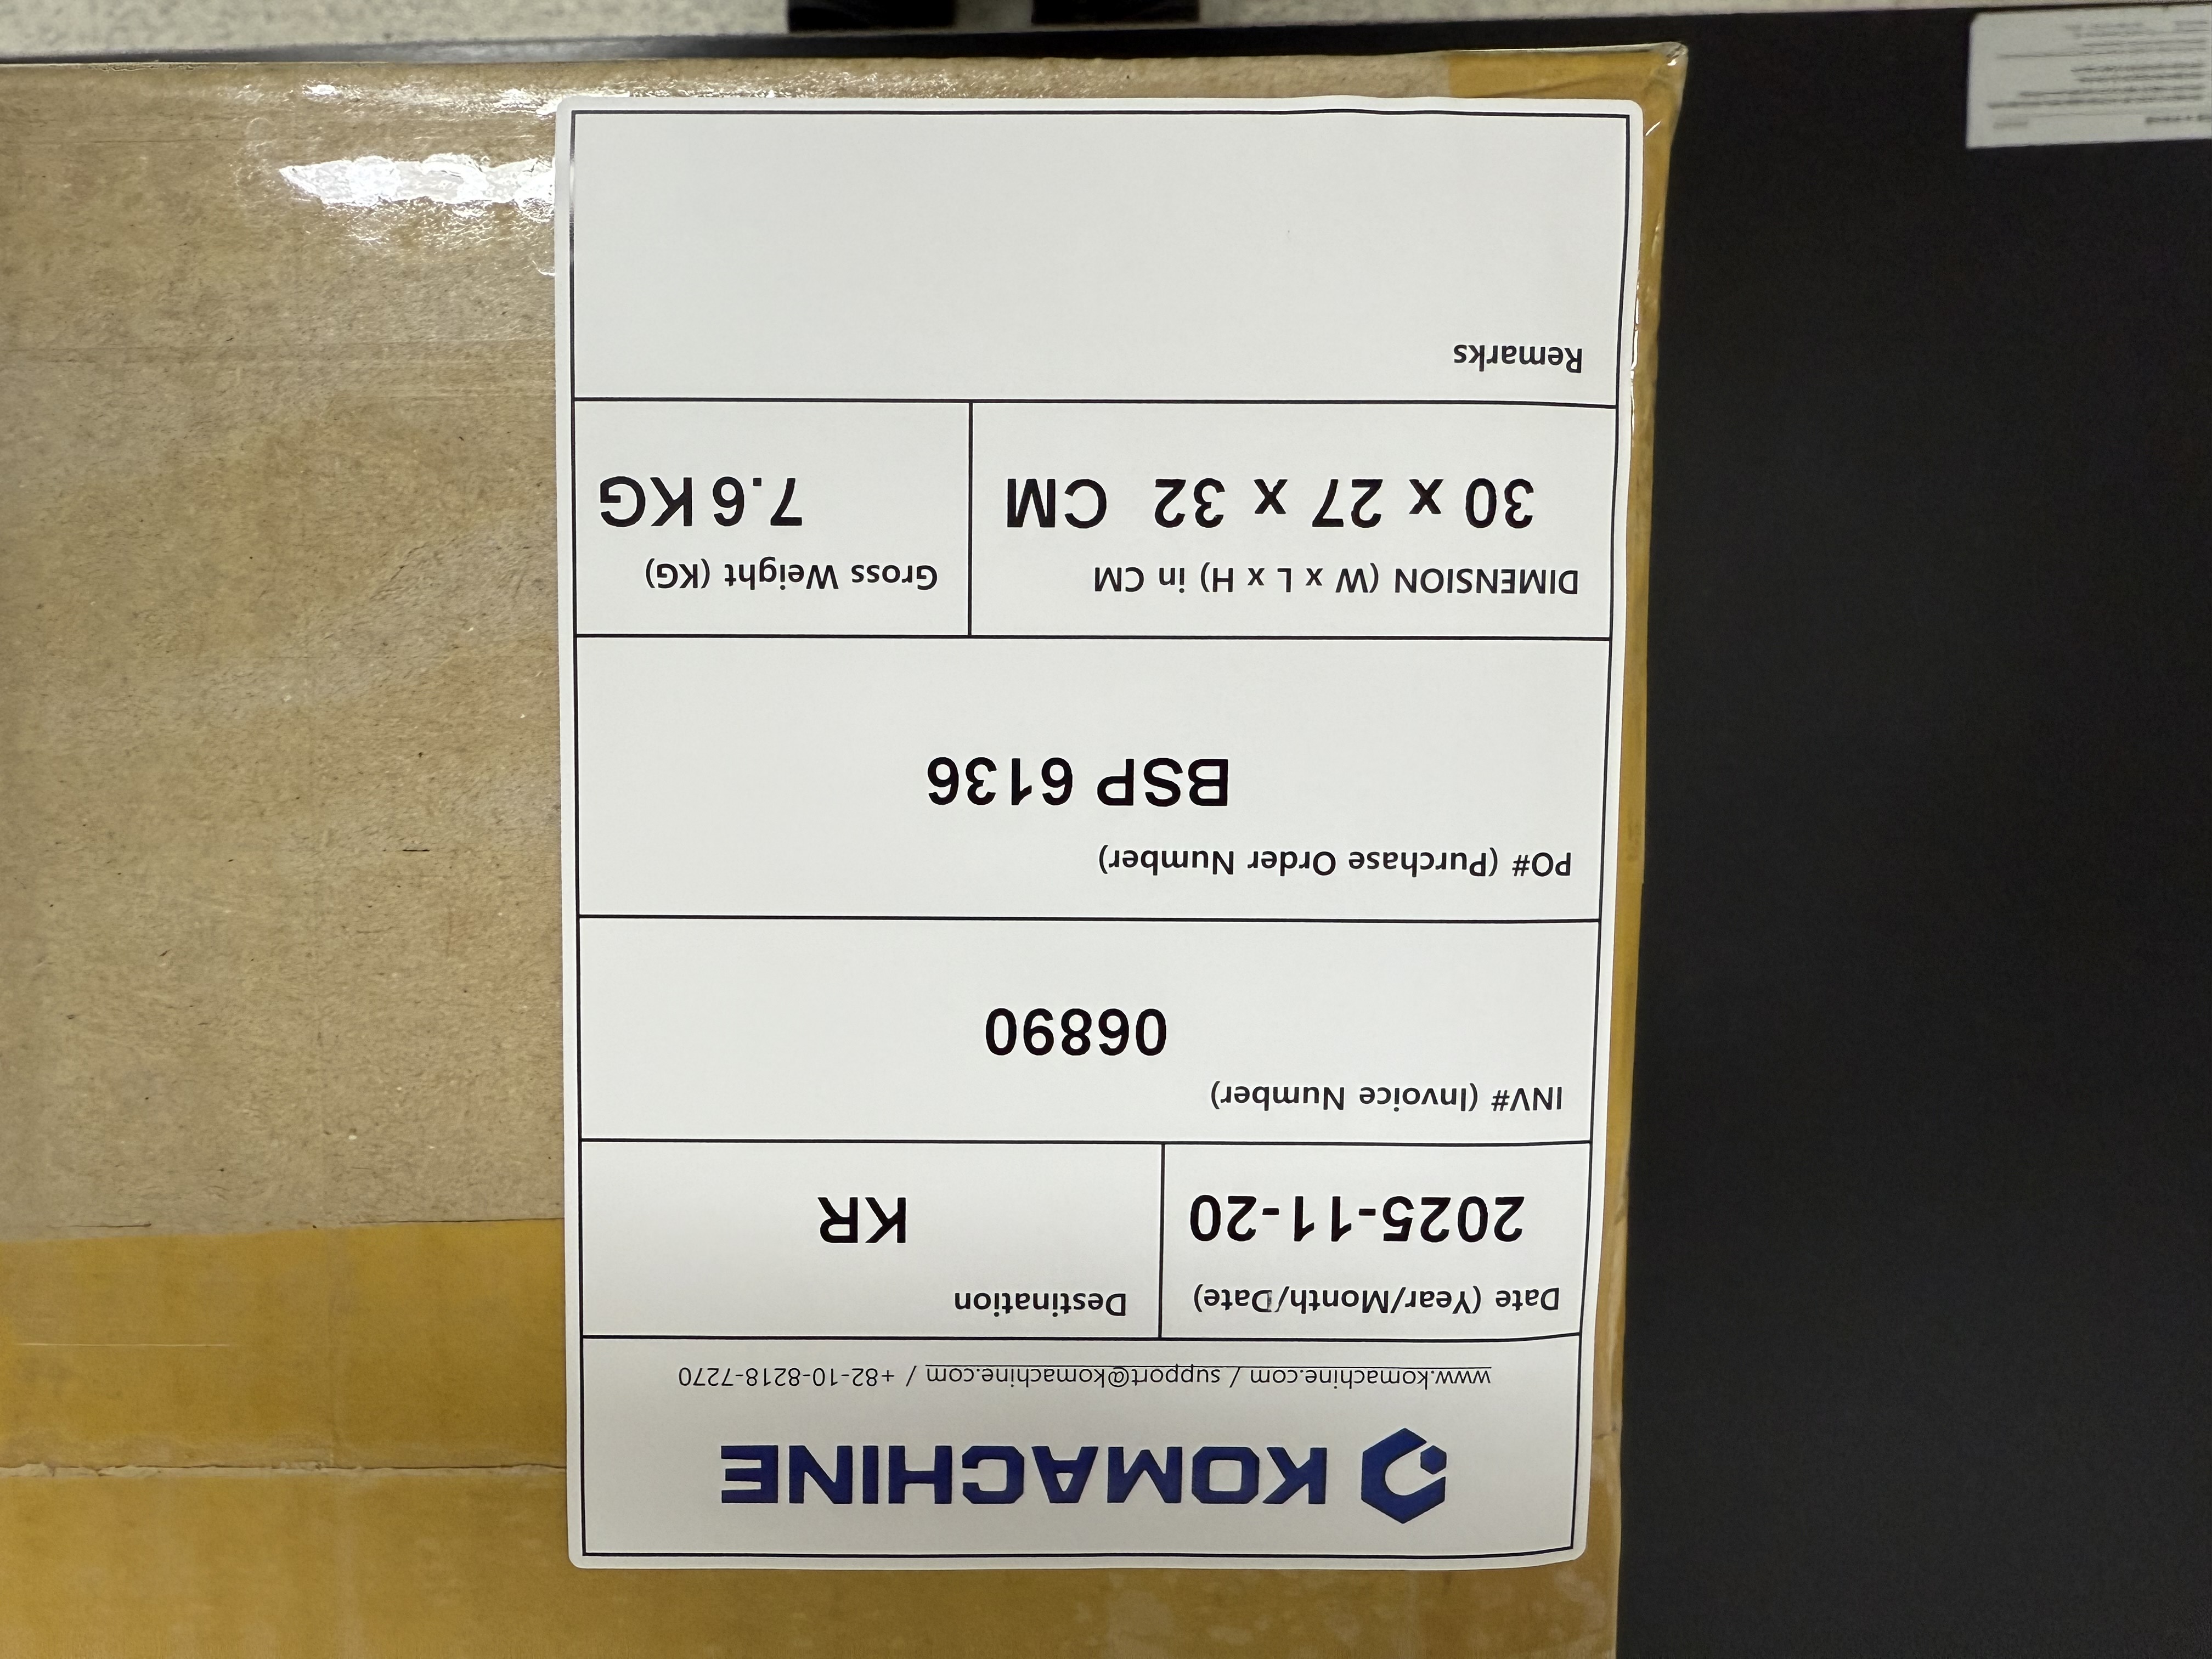 KOMACHINE
www.komachine.com / support@komachine.com / +82-10-8218-7270
Date (Year/Month/Date)
2025-11-20
Destination
KR
INV# (Invoice Number)
06890
PO# (Purchase Order Number)
BSP 6136
DIMENSION (W x L x H) in CM
30 x 27 x 32 CM
Gross Weight (KG)
7.6 KG
Remarks